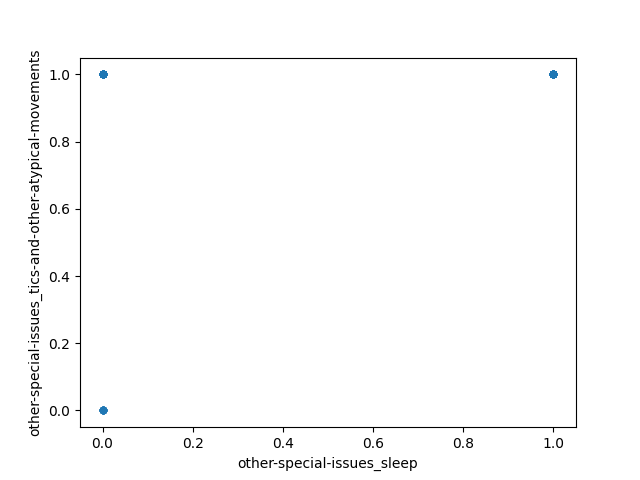 other-special-issues_tics-and-other-atypical-movements
1.0
0.8
0.6
0.4
0.2
0.0
0.0 0.2 0.4 0.6 0.8 1.0
other-special-issues_sleep